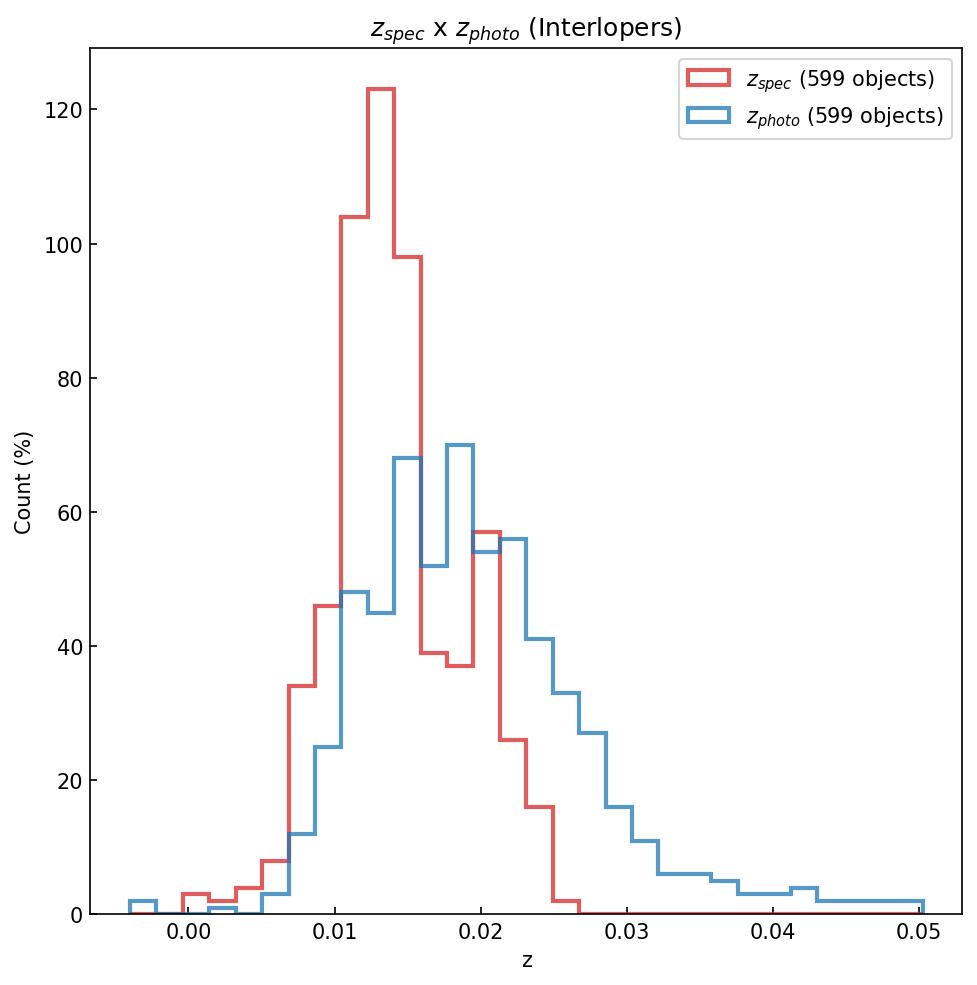 z_spec x z_photo (Interlopers)
z_spec (599 objects)
z_photo (599 objects)
120
100
80
60
40
20
0
Count (%)
0.00 0.01 0.02 0.03 0.04 0.05
z